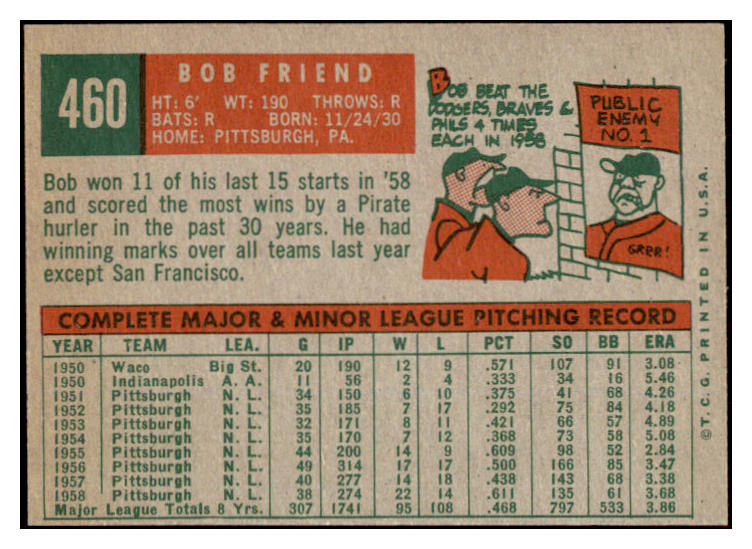 460
BOB FRIEND
HT: 6' WT: 190 THROWS: R
BATS: R BORN: 11/24/30
HOME: PITTSBURGH, PA.
BOB BEAT THE
DODGERS, BRAVES &
PHILS 4 TIMES
EACH IN 1958
PUBLIC
ENEMY
NO. 1
GRRR!
Bob won 11 of his last 15 starts in '58
and scored the most wins by a Pirate
hurler in the past 30 years. He had
winning marks over all teams last year
except San Francisco.
COMPLETE MAJOR & MINOR LEAGUE PITCHING RECORD
YEAR TEAM LEA. G IP W L PCT SO BB ERA
1950 Waco Big St. 20 190 12 9 .571 107 91 3.08
1950 Indianapolis A. A. 11 56 2 4 .333 34 16 5.46
1951 Pittsburgh N. L. 34 150 6 10 .375 41 68 4.26
1952 Pittsburgh N. L. 35 185 7 17 .292 75 84 4.18
1953 Pittsburgh N. L. 32 171 8 11 .421 66 57 4.89
1954 Pittsburgh N. L. 35 170 7 12 .368 73 58 5.08
1955 Pittsburgh N. L. 44 200 14 9 .609 98 52 2.84
1956 Pittsburgh N. L. 49 314 17 17 .500 166 85 3.47
1957 Pittsburgh N. L. 40 277 14 18 .438 143 68 3.38
1958 Pittsburgh N. L. 38 274 22 14 .611 135 61 3.68
Major League Totals 8 Yrs. 307 1741 95 108 .468 797 533 3.86
© T. C. G. PRINTED IN U.S.A.